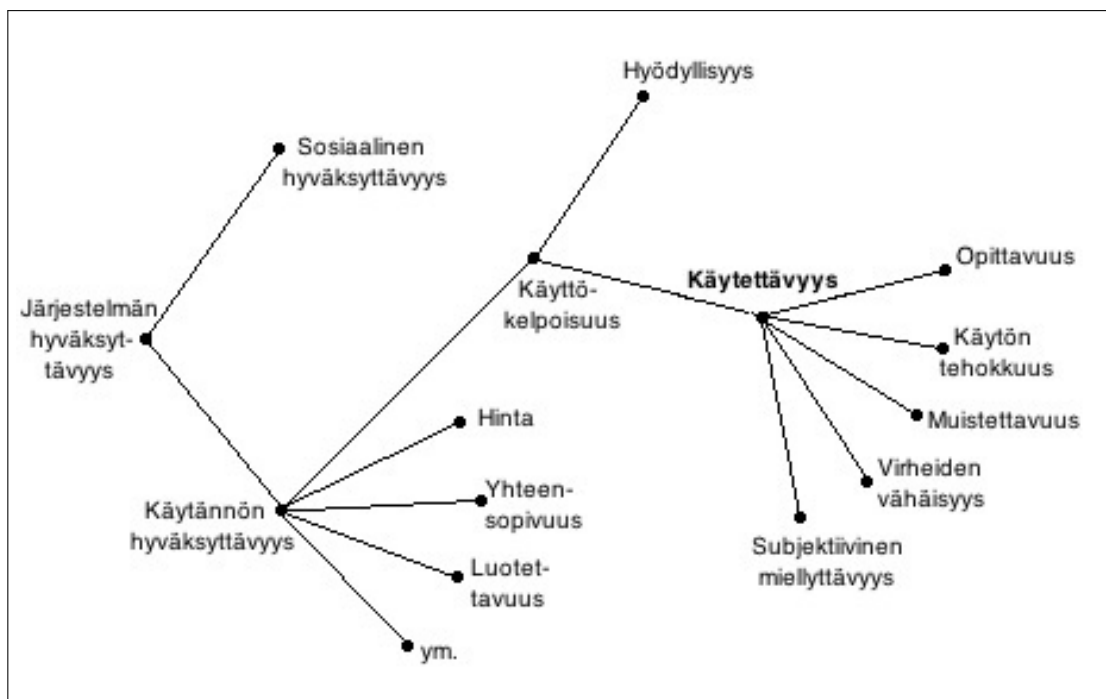 Hyödyllisyys
Sosiaalinen
hyväksyttävyys
Järjestelmän
hyväksyt-
tävyys
Käyttö-
kelpoisuus
Käytettävyys
Opittavuus
Käytön
tehokkuus
Muistettavuus
Virheiden
vähäisyys
Subjektiivinen
miellyttävyys
Käytännön
hyväksyttävyys
Hinta
Yhteen-
sopivuus
Luotet-
tavuus
ym.